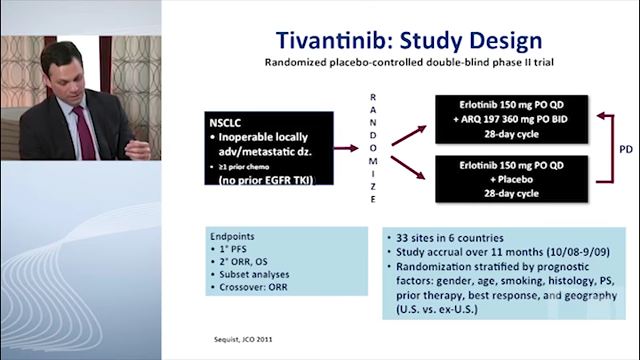 Tivantinib: Study Design
Randomized placebo-controlled double-blind phase II trial
NSCLC
• Inoperable locally
adv/metastatic dz.
• ≥1 prior chemo
(no prior EGFR TKI)
RANDOMIZE
Erlotinib 150 mg PO QD
+ ARQ 197 360 mg PO BID
28-day cycle
Erlotinib 150 mg PO QD
+ Placebo
28-day cycle
PD
Endpoints
• 1° PFS
• 2° ORR, OS
• Subset analyses
• Crossover: ORR
• 33 sites in 6 countries
• Study accrual over 11 months (10/08-9/09)
• Randomization stratified by prognostic
factors: gender, age, smoking, histology, PS,
prior therapy, best response, and geography
(U.S. vs. ex-U.S.)
Sequist, JCO 2011